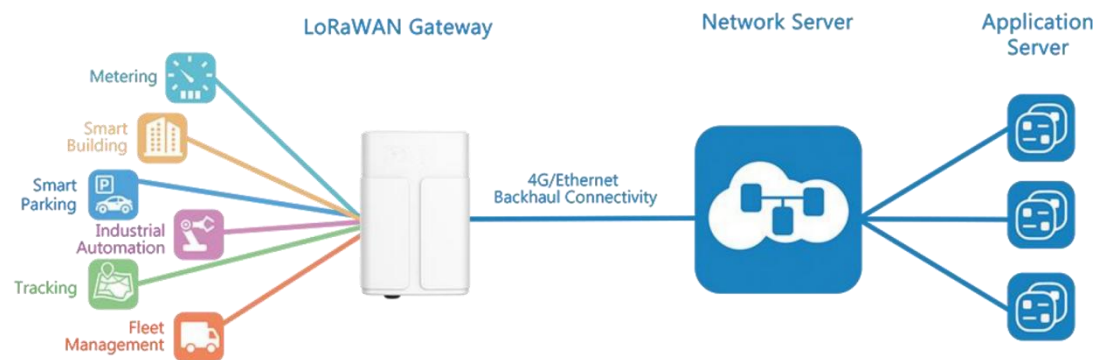 LoRaWAN Gateway
Network Server
Application
Server
Metering
Smart
Building
Smart
Parking
P
Industrial
Automation
Tracking
Fleet
Management
4G/Ethernet
Backhaul Connectivity